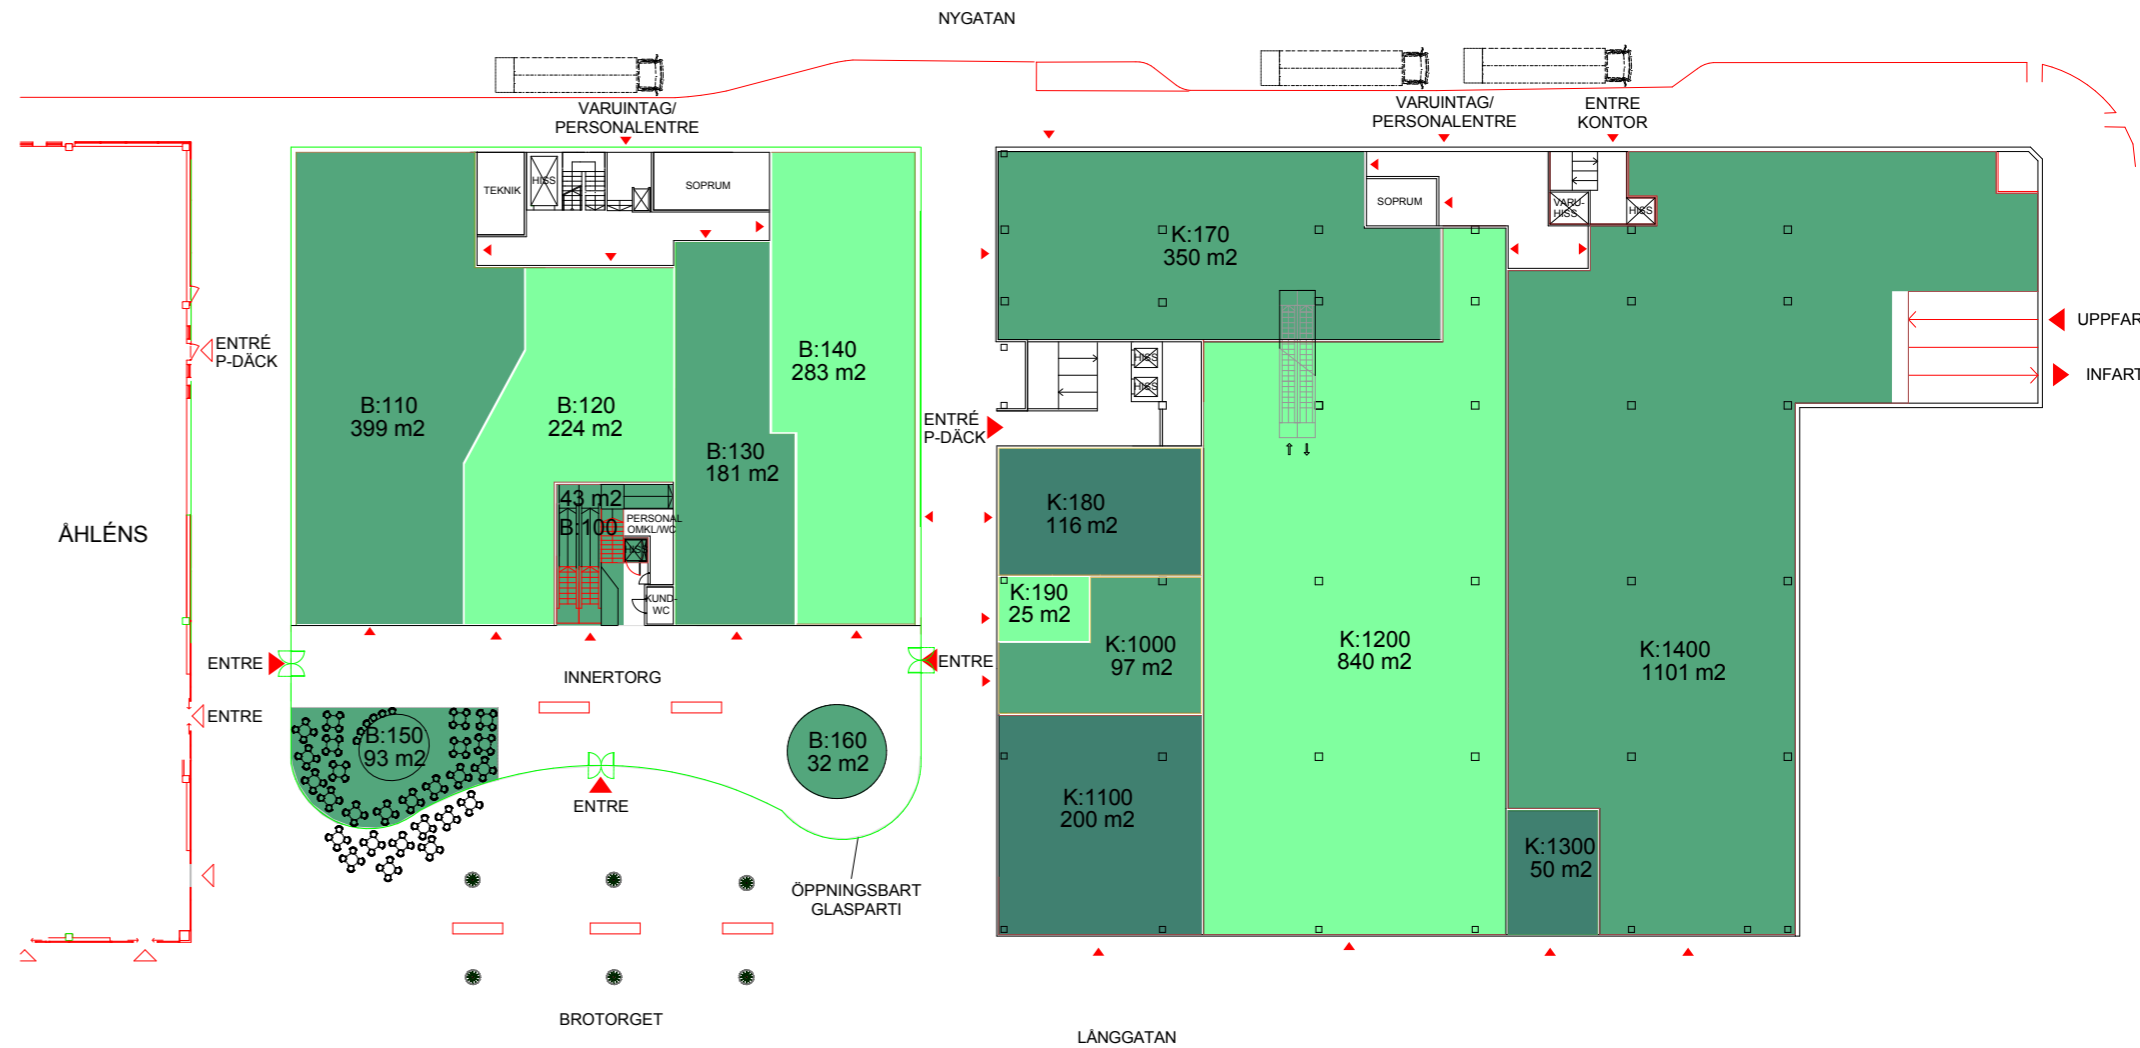 NYGATAN
VARUINTAG/
PERSONALENTRE
VARUINTAG/
PERSONALENTRE
ENTRE
KONTOR
TEKNIK
HISS
SOPRUM
SOPRUM
VARU-
HISS
HISS
K:170
350 m2
ENTRÉ
P-DÄCK
B:140
283 m2
HISS
HISS
UPPFAR
INFART
B:110
399 m2
B:120
224 m2
B:130
181 m2
ENTRÉ
P-DÄCK
43 m2
B:100
PERSONAL
OMKL/WC
HISS
KUND-
WC
K:180
116 m2
ÅHLÉNS
K:190
25 m2
K:1000
97 m2
K:1200
840 m2
K:1400
1101 m2
ENTRE
INNERTORG
ENTRE
ENTRE
B:150
93 m2
B:160
32 m2
ENTRE
K:1100
200 m2
K:1300
50 m2
ÖPPNINGSBART
GLASPARTI
BROTORGET
LÅNGGATAN